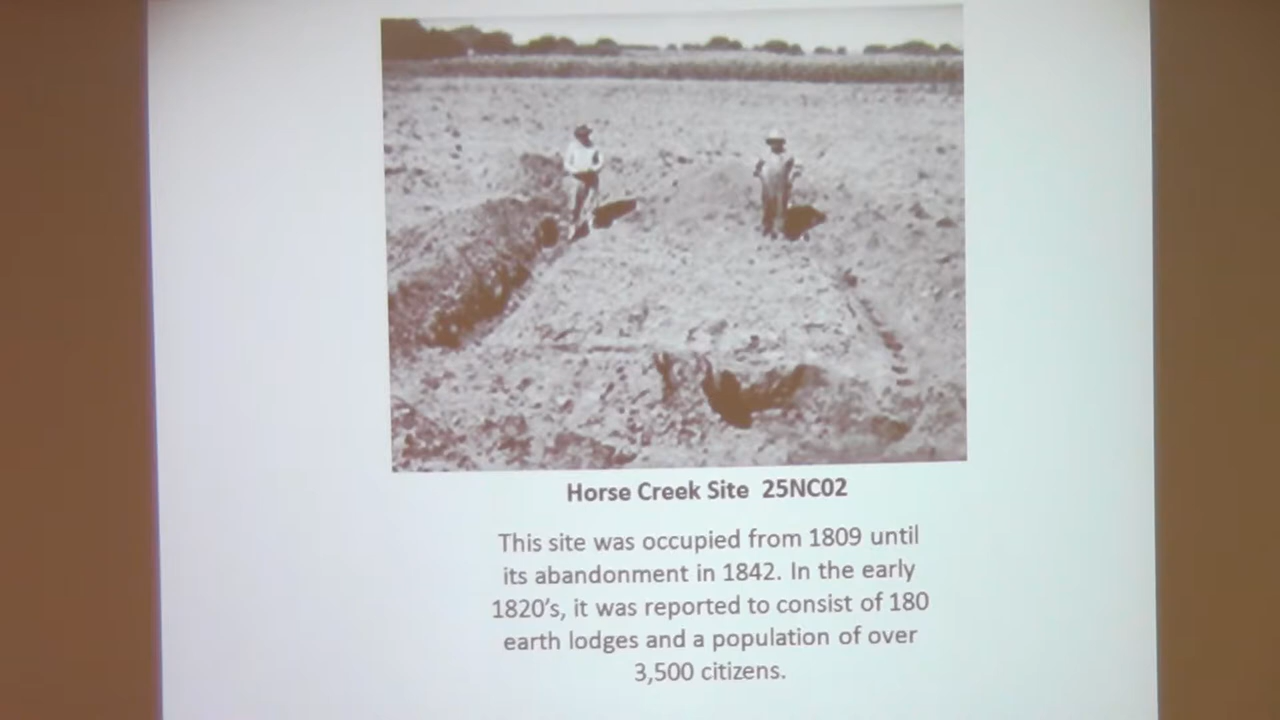 Horse Creek Site 25NC02
This site was occupied from 1809 until
its abandonment in 1842. In the early
1820's, it was reported to consist of 180
earth lodges and a population of over
3,500 citizens.